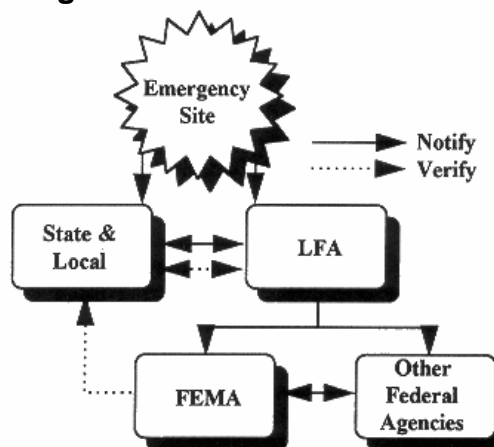 Emergency
Site
Notify
Verify
State &
Local
LFA
FEMA
Other
Federal
Agencies